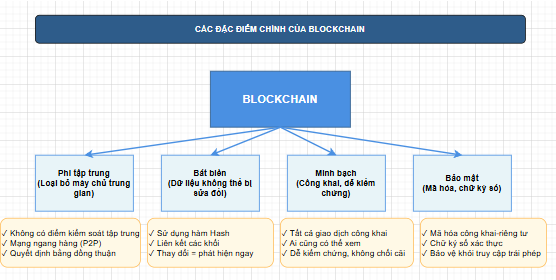 CÁC ĐẶC ĐIỂM CHÍNH CỦA BLOCKCHAIN
BLOCKCHAIN
Phi tập trung
(Loại bỏ máy chủ trung
gian)
Bất biến
(Dữ liệu không thể bị
sửa đổi)
Minh bạch
(Công khai, dễ kiểm
chứng)
Bảo mật
(Mã hóa, chữ ký số)
✓ Không có điểm kiểm soát tập trung
✓ Mạng ngang hàng (P2P)
✓ Quyết định bằng đồng thuận
✓ Sử dụng hàm Hash
✓ Liên kết các khối
✓ Thay đổi = phát hiện ngay
✓ Tất cả giao dịch công khai
✓ Ai cũng có thể xem
✓ Dễ kiểm chứng, không chối cãi
✓ Mã hóa công khai-riêng tư
✓ Chữ ký số xác thực
✓ Bảo vệ khỏi truy cập trái phép